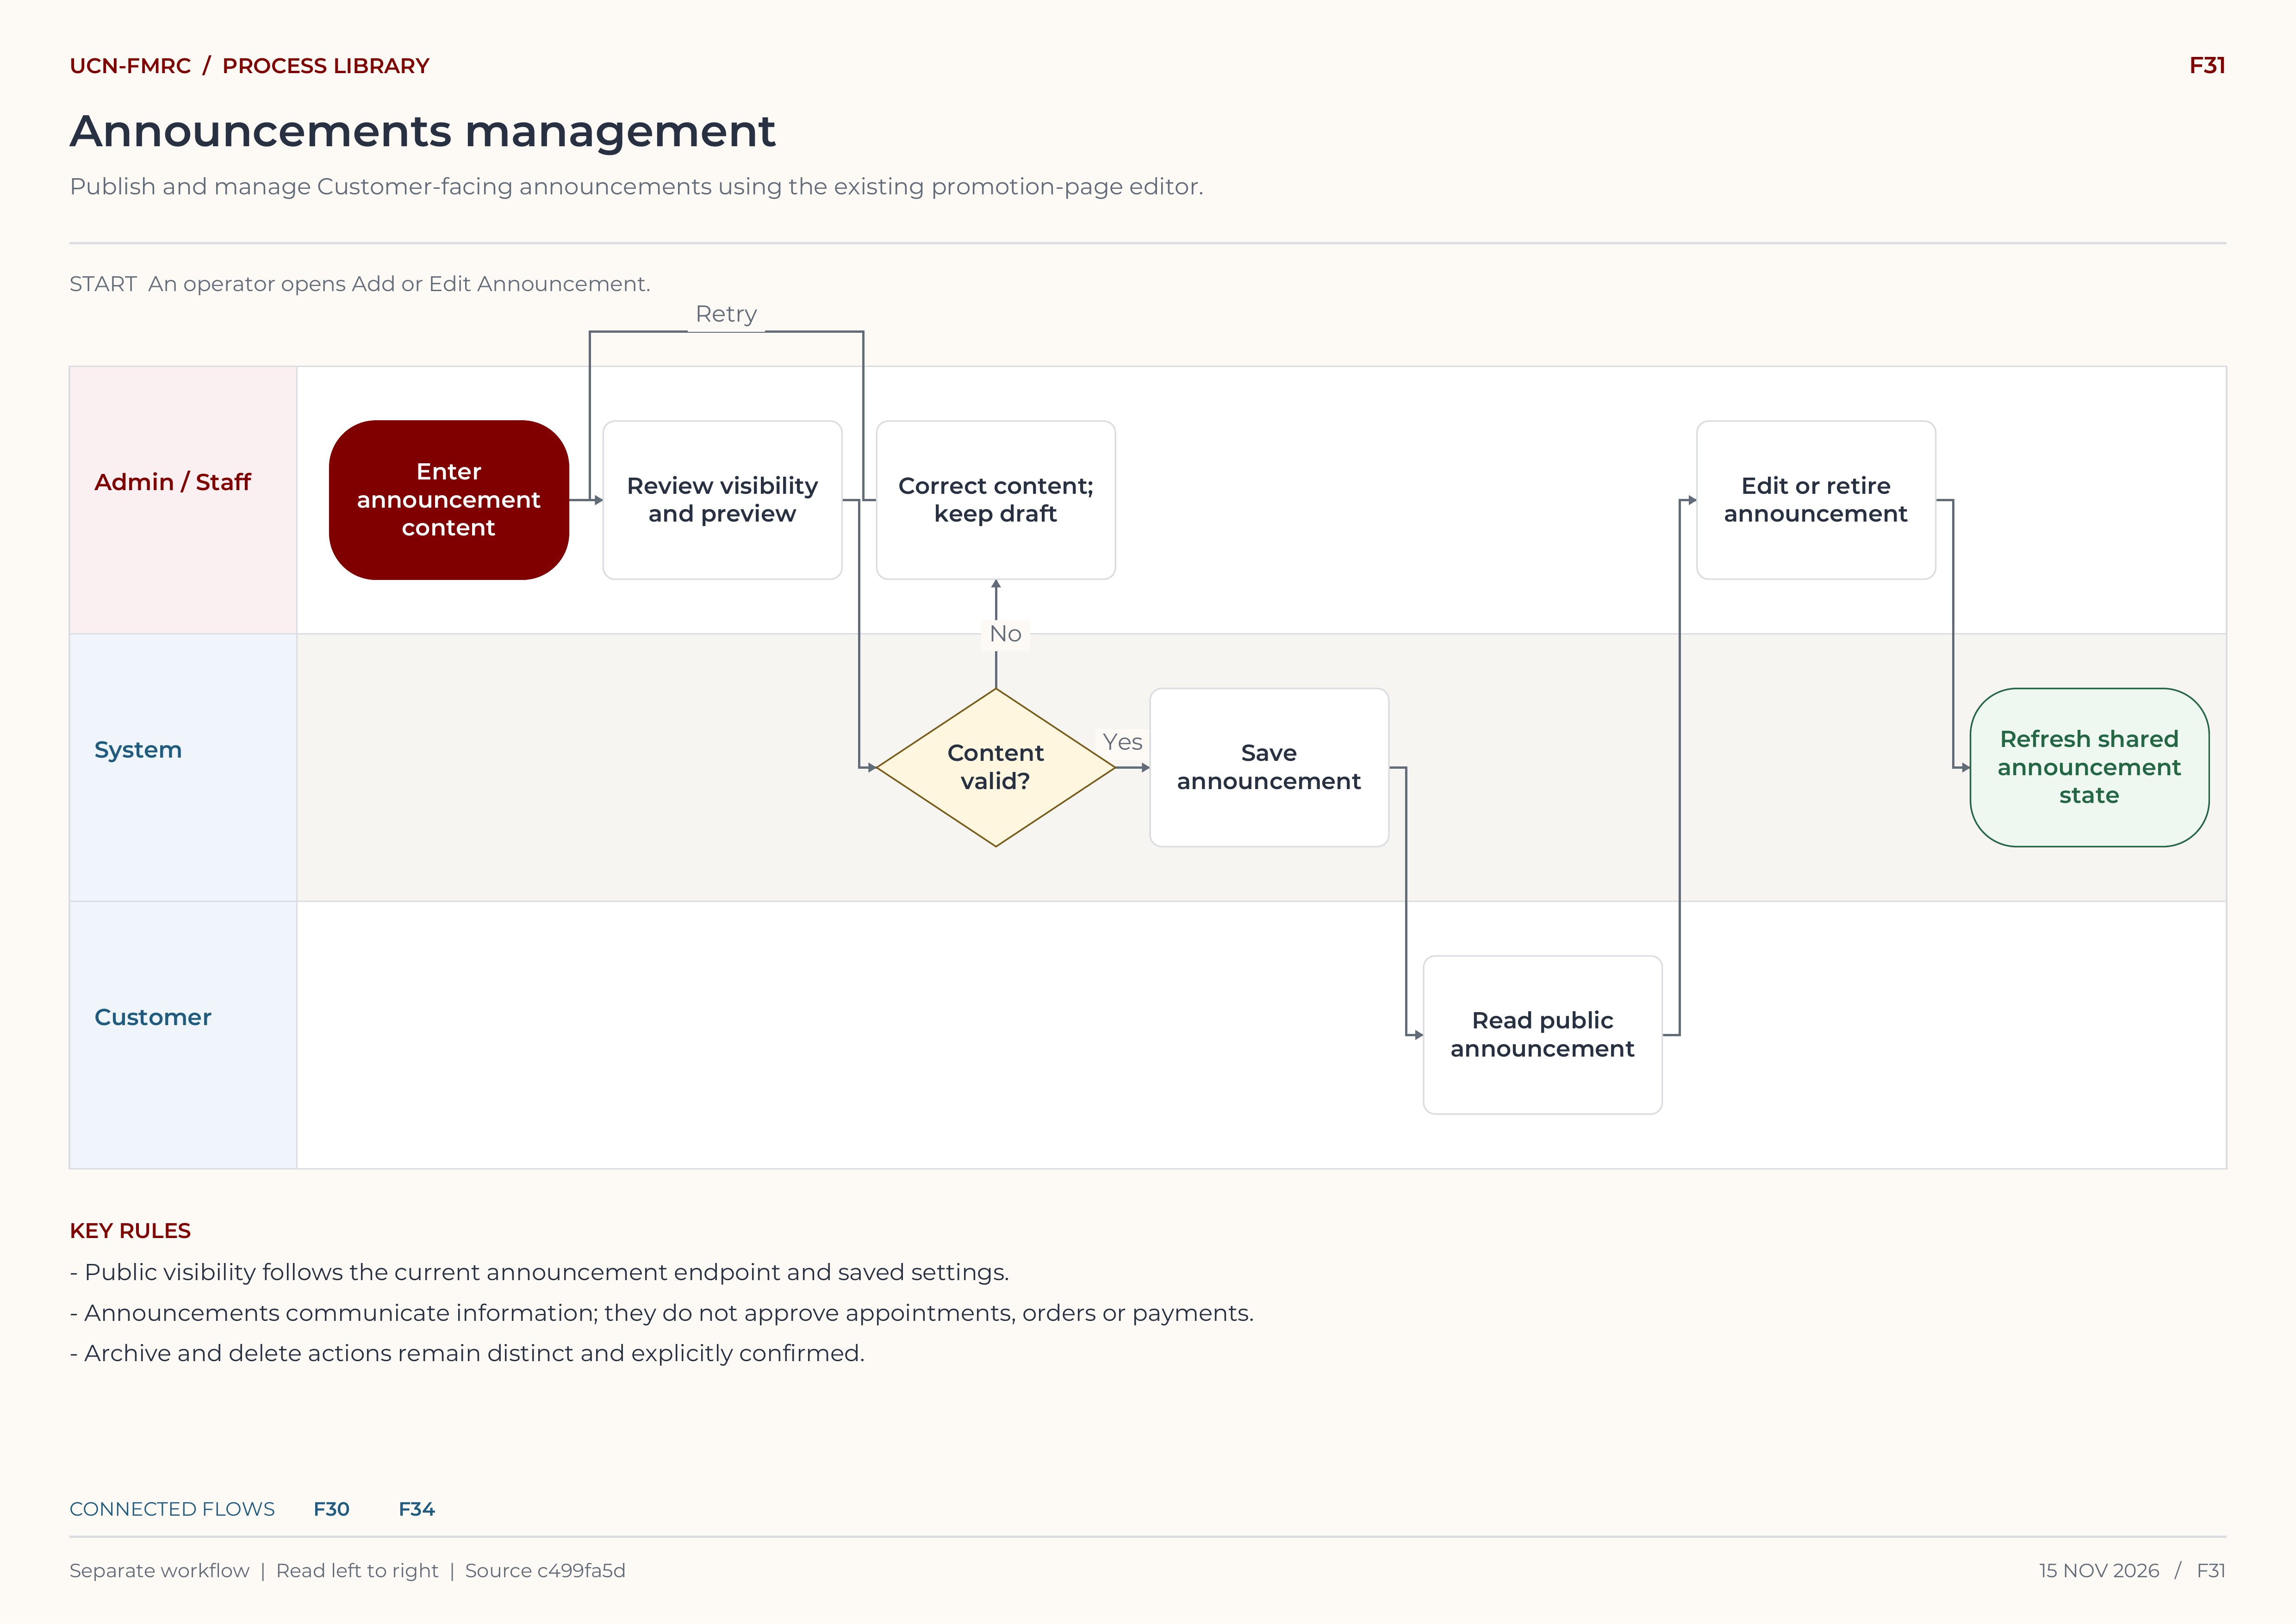 UCN-FMRC / PROCESS LIBRARY
F31
Announcements management
Publish and manage Customer-facing announcements using the existing promotion-page editor.
START An operator opens Add or Edit Announcement.
Retry
Admin / Staff
Enter
announcement
content
Review visibility
and preview
Correct content;
keep draft
Edit or retire
announcement
No
System
Content
valid?
Yes
Save
announcement
Refresh shared
announcement
state
Customer
Read public
announcement
KEY RULES
- Public visibility follows the current announcement endpoint and saved settings.
- Announcements communicate information; they do not approve appointments, orders or payments.
- Archive and delete actions remain distinct and explicitly confirmed.
CONNECTED FLOWS F30 F34
Separate workflow | Read left to right | Source c499fa5d
15 NOV 2026 / F31